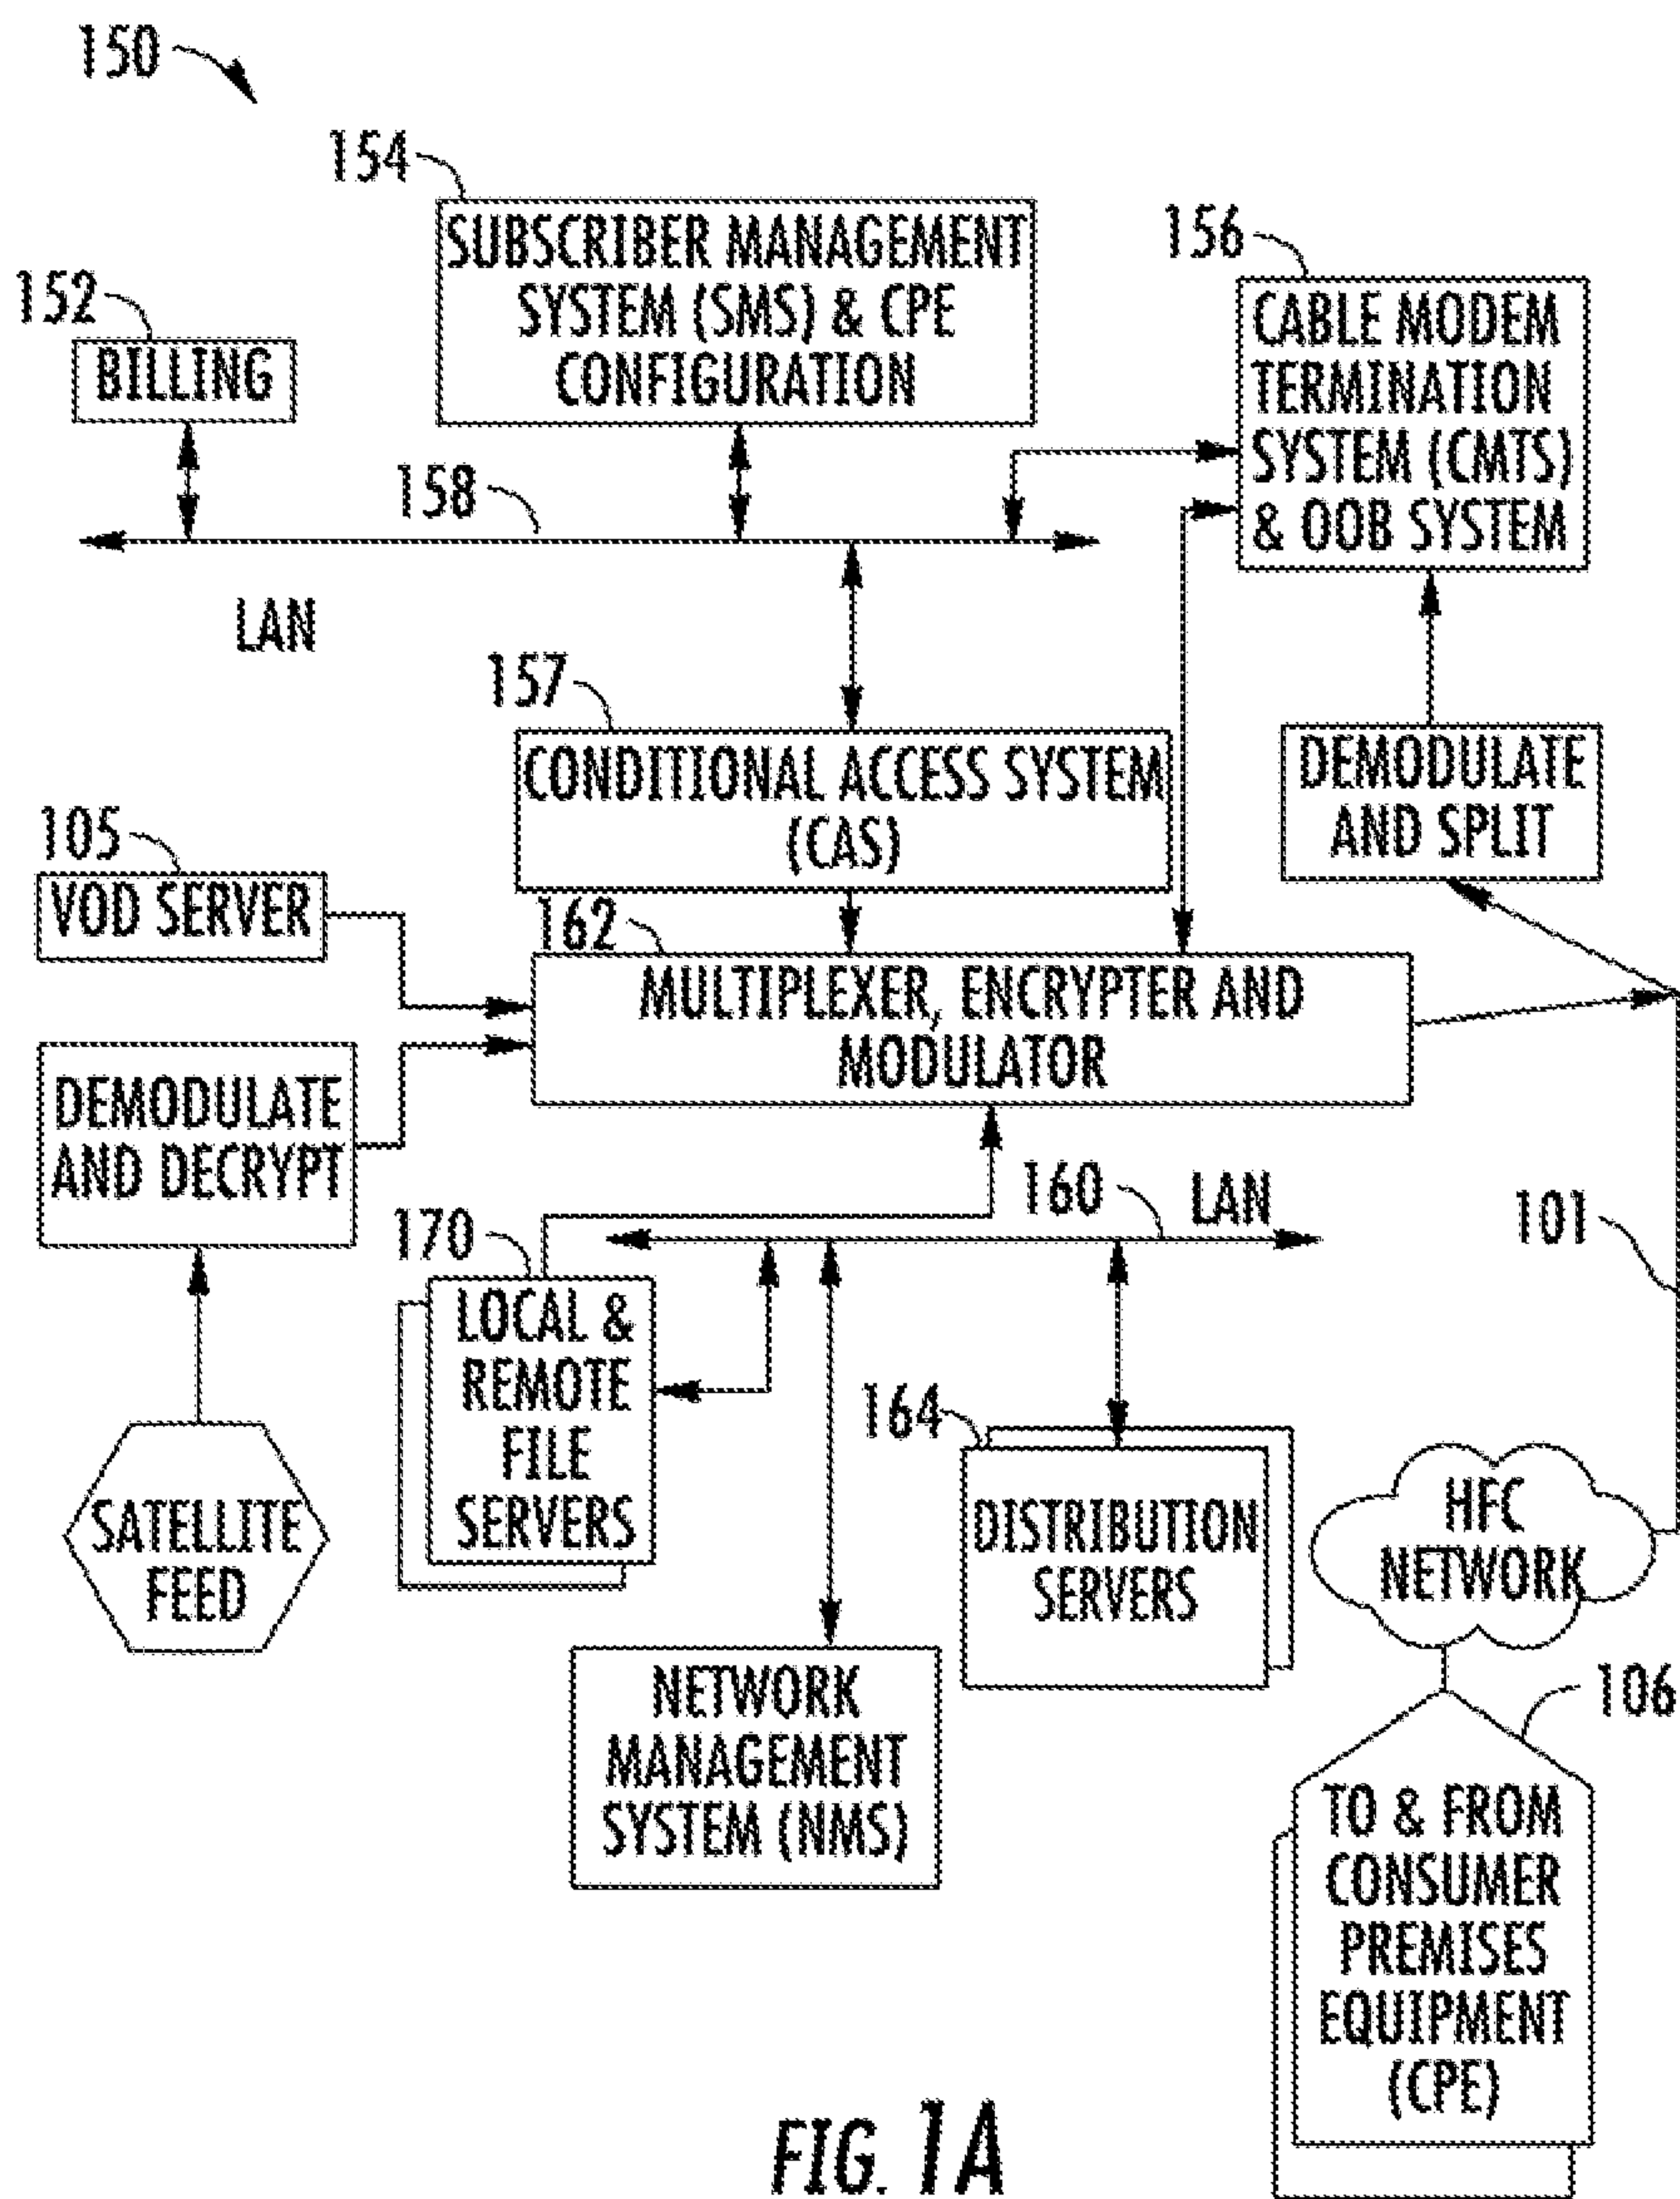 150
154
SUBSCRIBER MANAGEMENT
SYSTEM (SMS) & CPE
CONFIGURATION
156
CABLE MODEM
TERMINATION
SYSTEM (CMTS)
& OOB SYSTEM
152
BILLING
158
LAN
157
CONDITIONAL ACCESS SYSTEM
(CAS)
DEMODULATE
AND SPLIT
105
VOD SERVER
162
MULTIPLEXER, ENCRYPTER AND
MODULATOR
DEMODULATE
AND DECRYPT
160
LAN
101
170
LOCAL &
REMOTE
FILE
SERVERS
164
DISTRIBUTION
SERVERS
SATELLITE
FEED
HFC
NETWORK
NETWORK
MANAGEMENT
SYSTEM (NMS)
106
TO & FROM
CONSUMER
PREMISES
EQUIPMENT
(CPE)
FIG. 1A